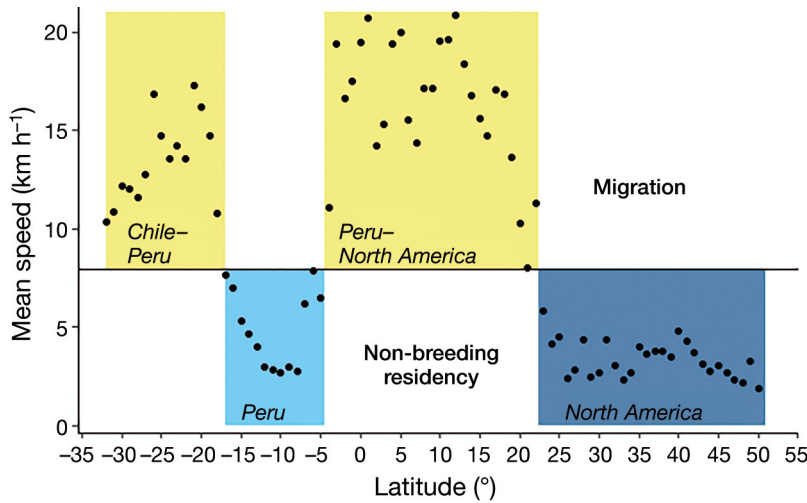 20
15
10
5
0
Mean speed (km h–1)
Chile–
Peru
Peru–
North America
Migration
Non-breeding
residency
Peru
North America
–35 –30 –25 –20 –15 –10 –5 0 5 10 15 20 25 30 35 40 45 50 55
Latitude (°)